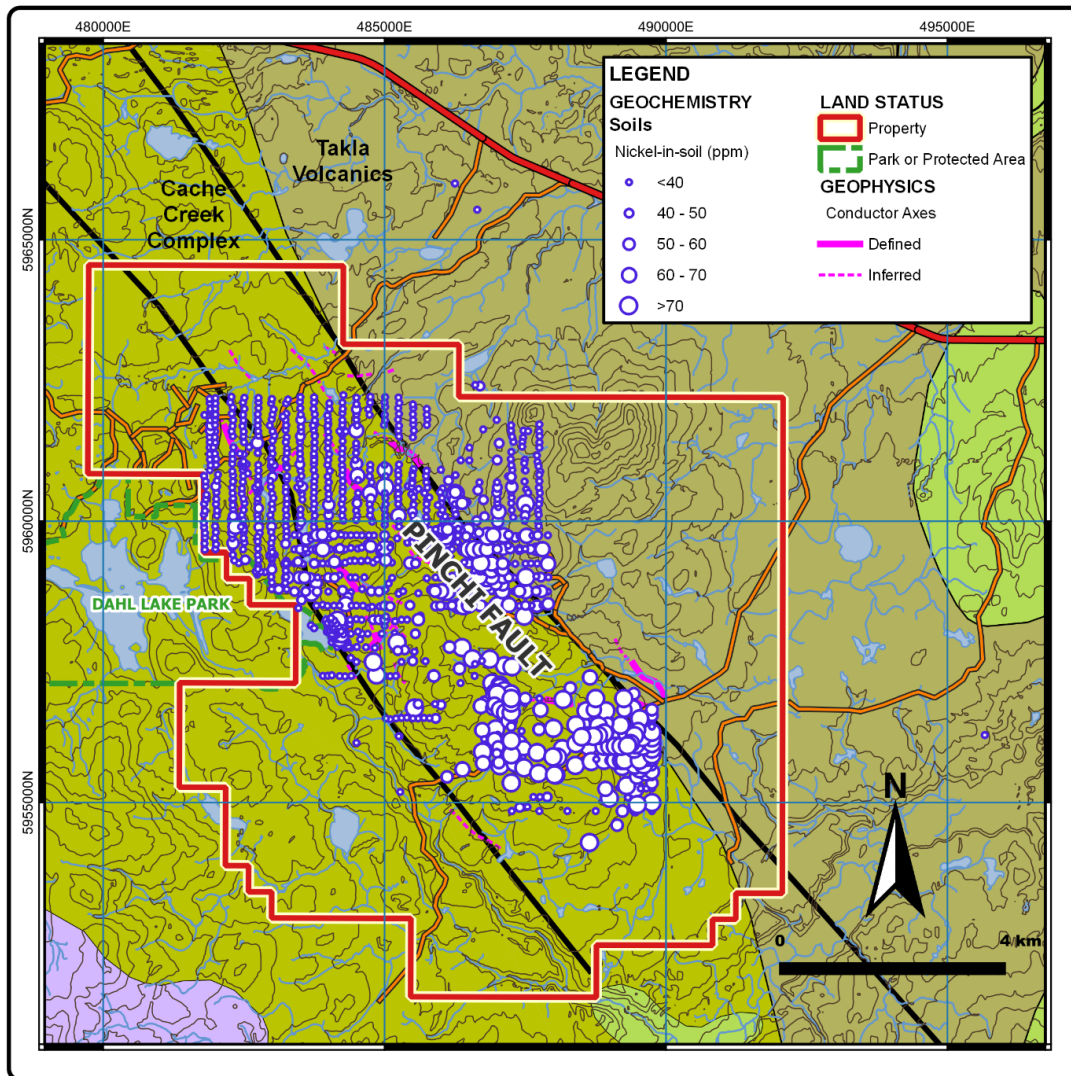 480000E
485000E
490000E
495000E
LEGEND
GEOCHEMISTRY
Soils
Nickel-in-soil (ppm)
<40
40 - 50
50 - 60
60 - 70
>70
LAND STATUS
Property
Park or Protected Area
GEOPHYSICS
Conductor Axes
Defined
Inferred
Takla
Volcanics
Cache
Creek
Complex
5965000N
5960000N
PINCHI FAULT
DAHL LAKE PARK
5955000N
N
0
4 km